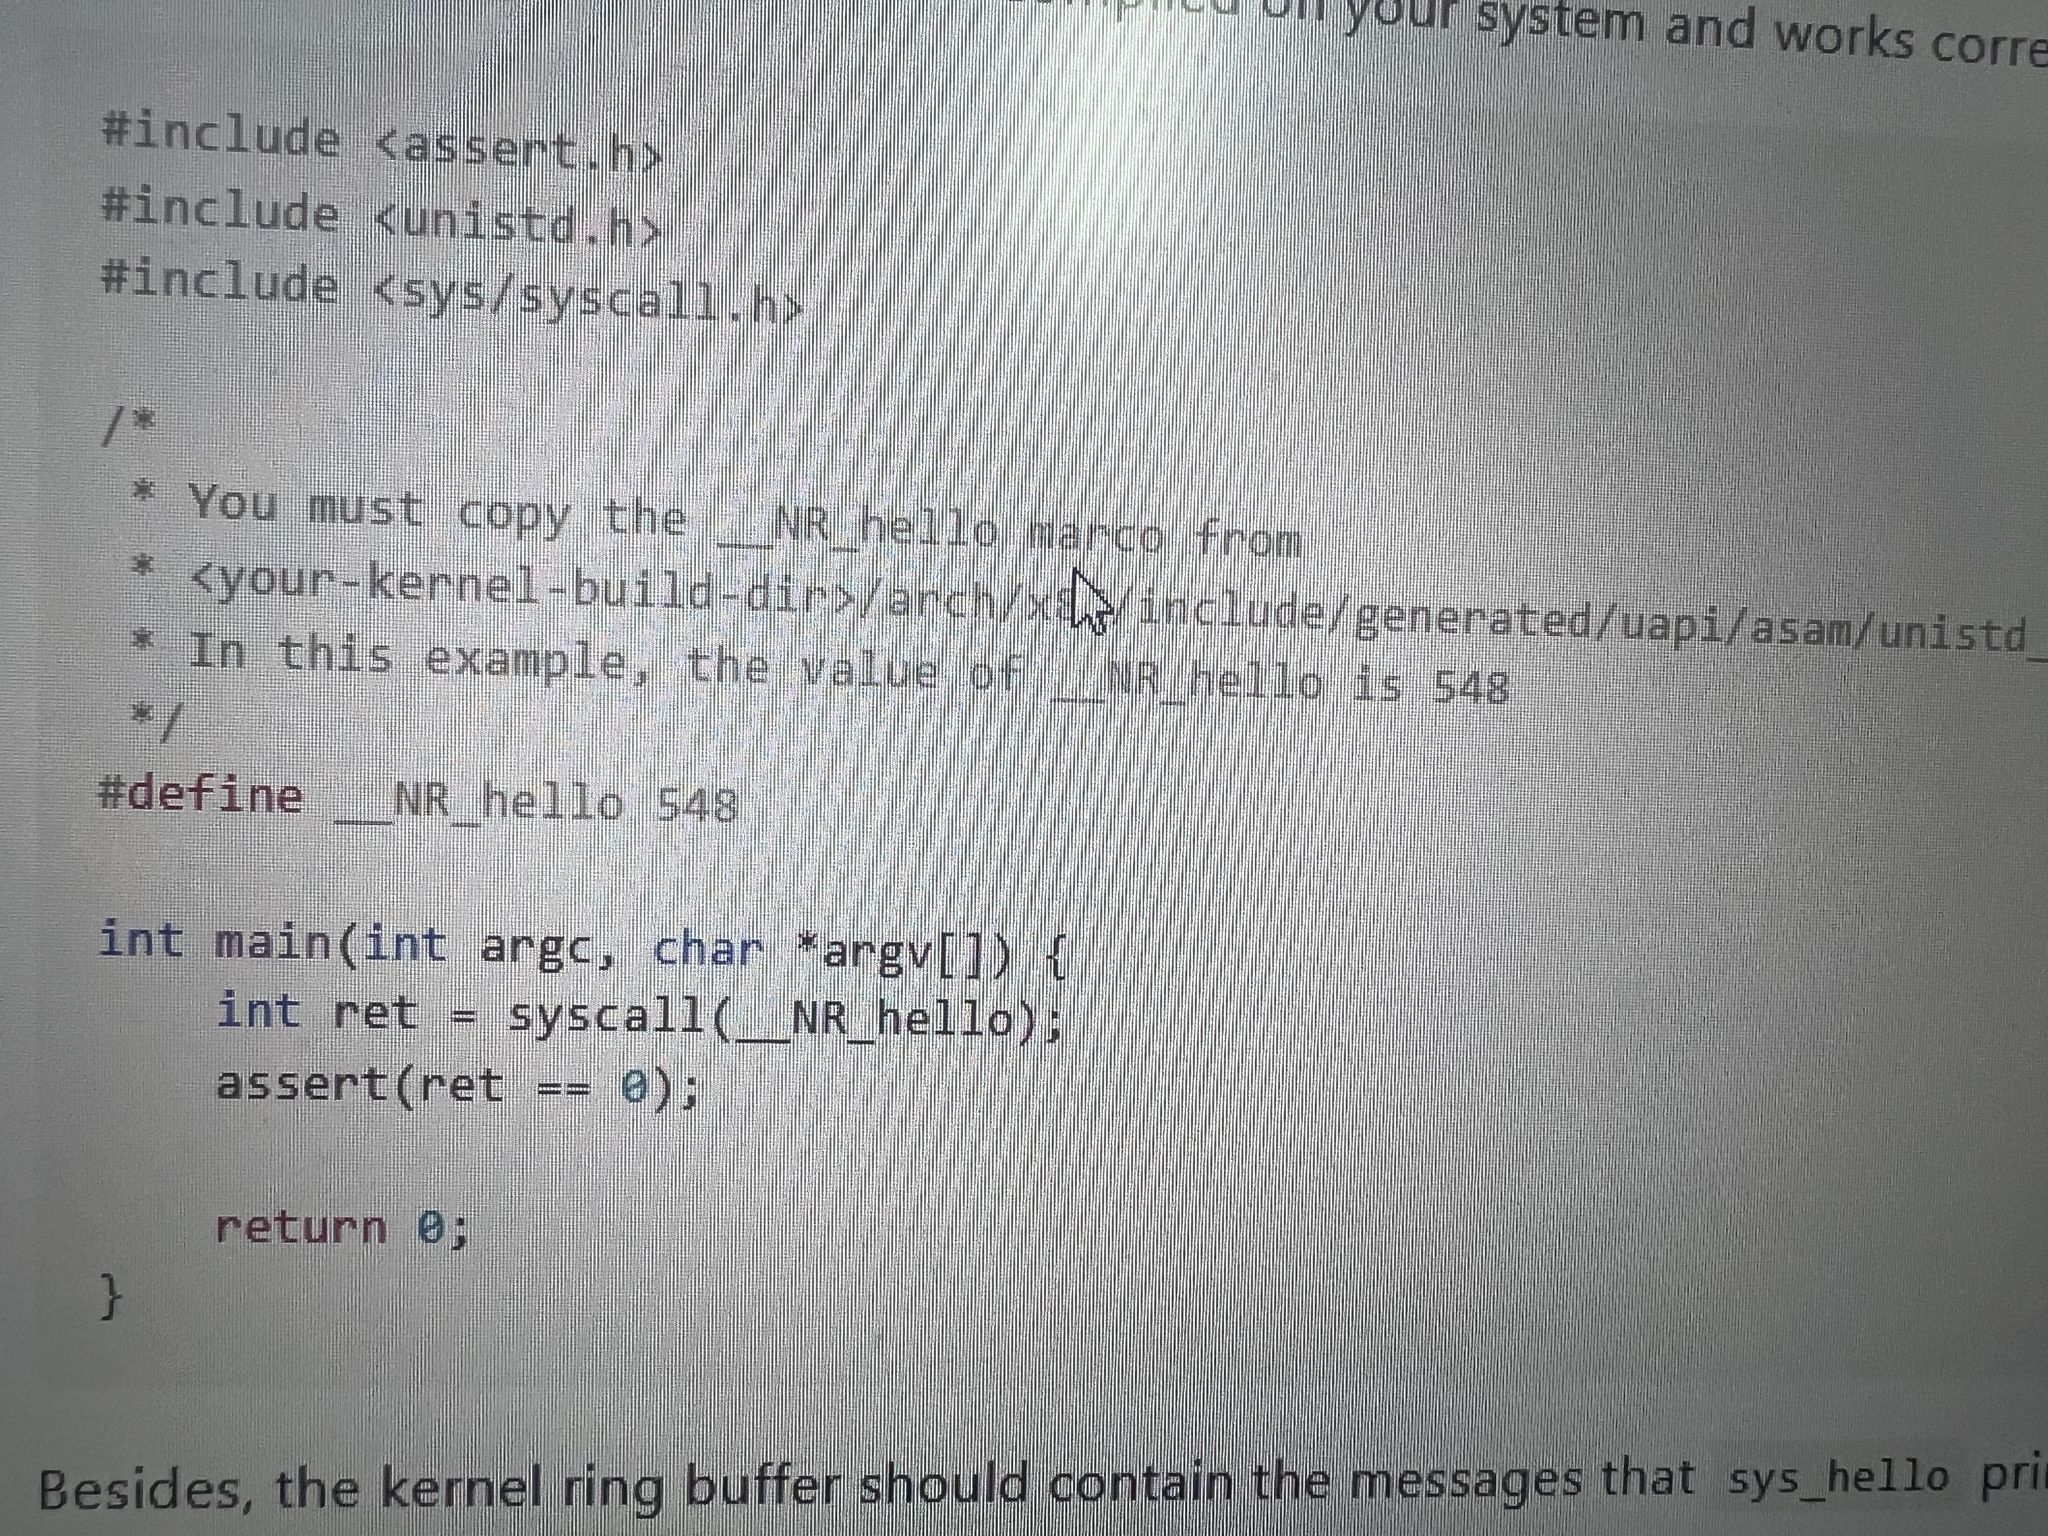 on your system and works corre
#include <assert.h>
#include <unistd.h>
#include <sys/syscall.h>
/*
* You must copy the __NR_hello marco from
* <your-kernel-build-dir>/arch/x86/include/generated/uapi/asam/unistd_
* In this example, the value of __NR_hello is 548
*/
#define __NR_hello 548
int main(int argc, char *argv[]) {
int ret = syscall(__NR_hello);
assert(ret == 0);
return 0;
}
Besides, the kernel ring buffer should contain the messages that sys_hello pri